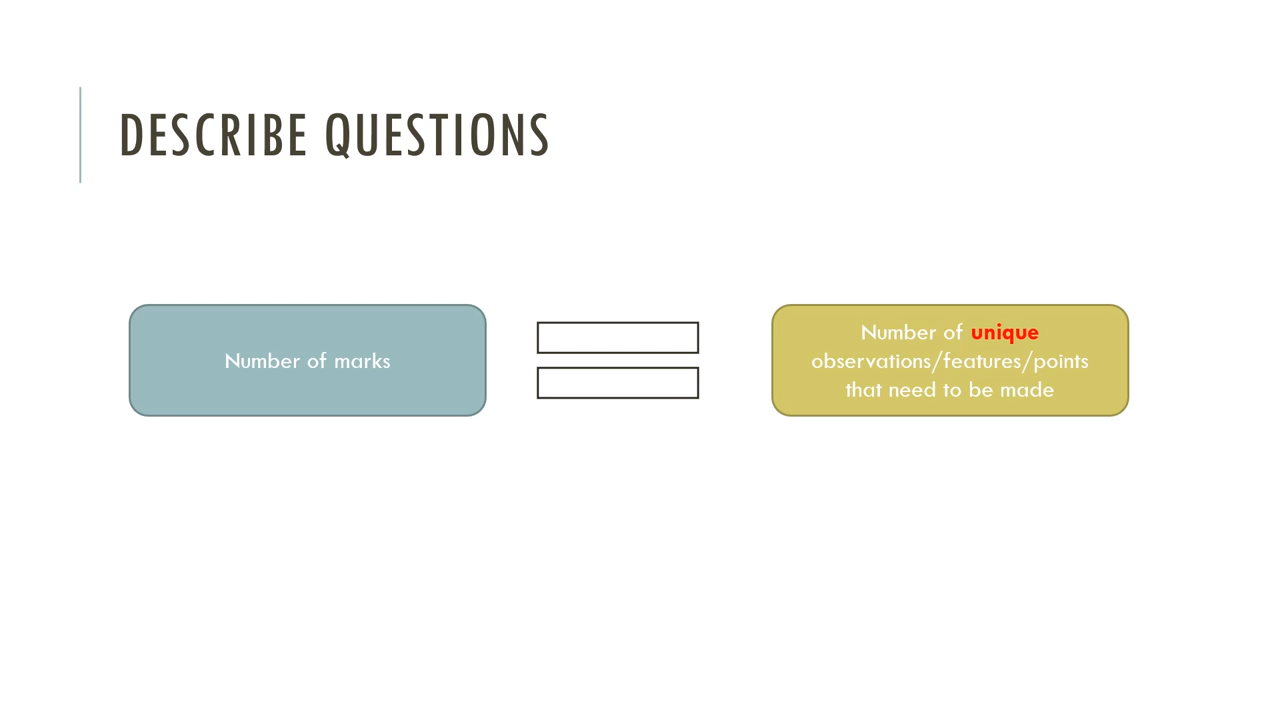 DESCRIBE QUESTIONS
Number of marks
Number of unique
observations/features/points
that need to be made